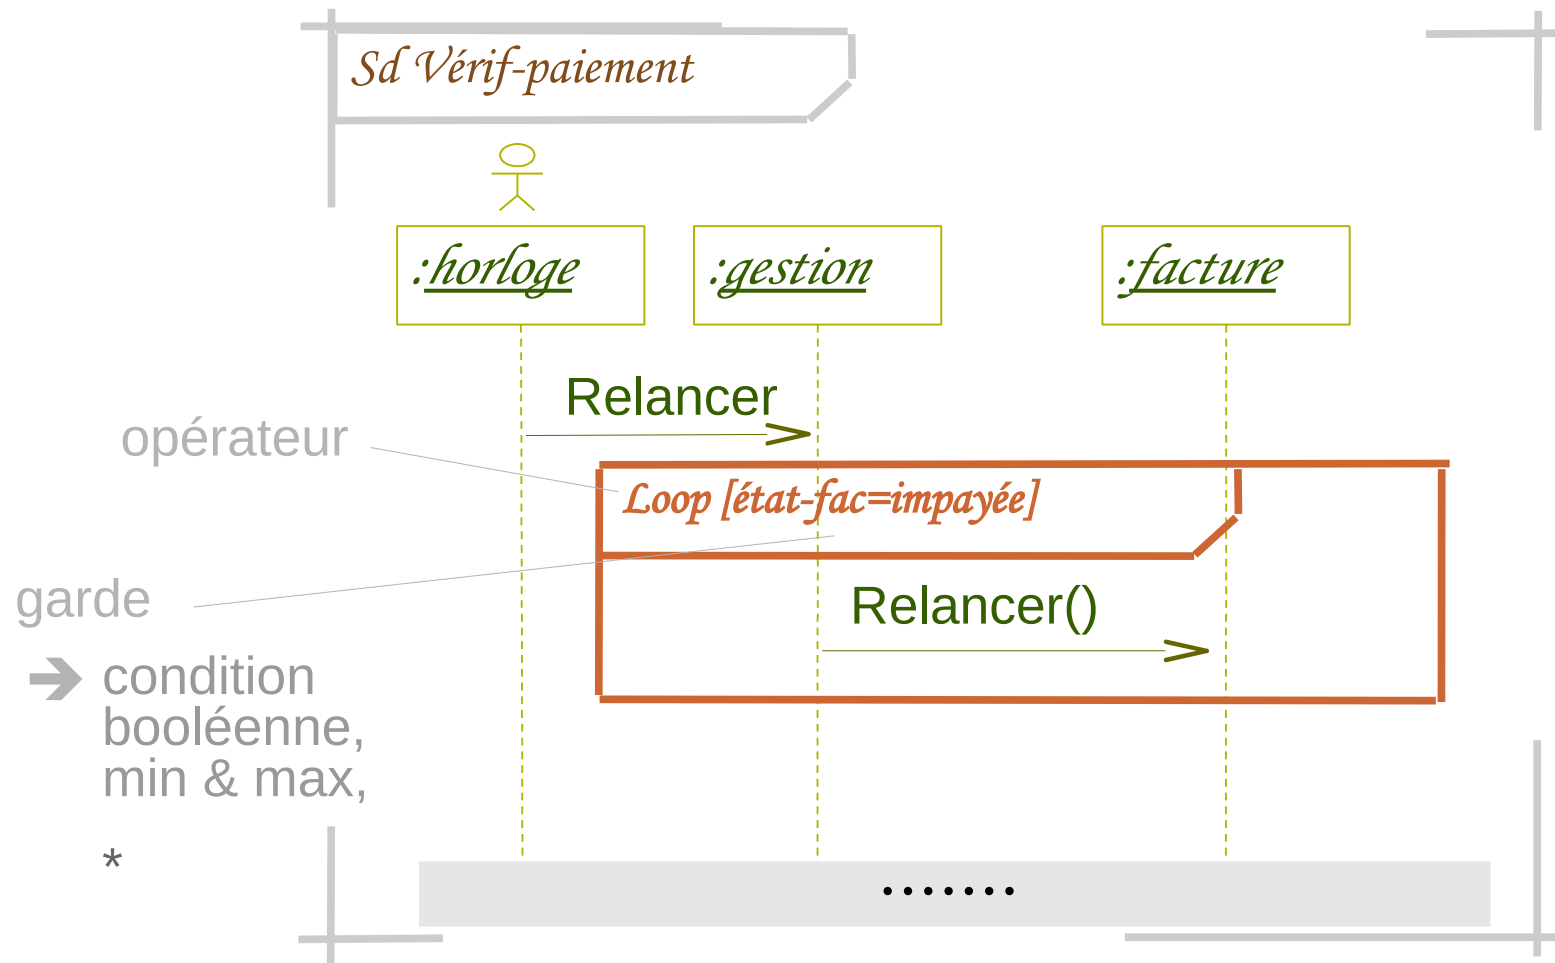 Sd Vérif-paiement
:horloge
:gestion
:facture
Relancer
opérateur
Loop [état-fac=impayée]
garde
Relancer()
condition
booléenne,
min & max,
*
.......